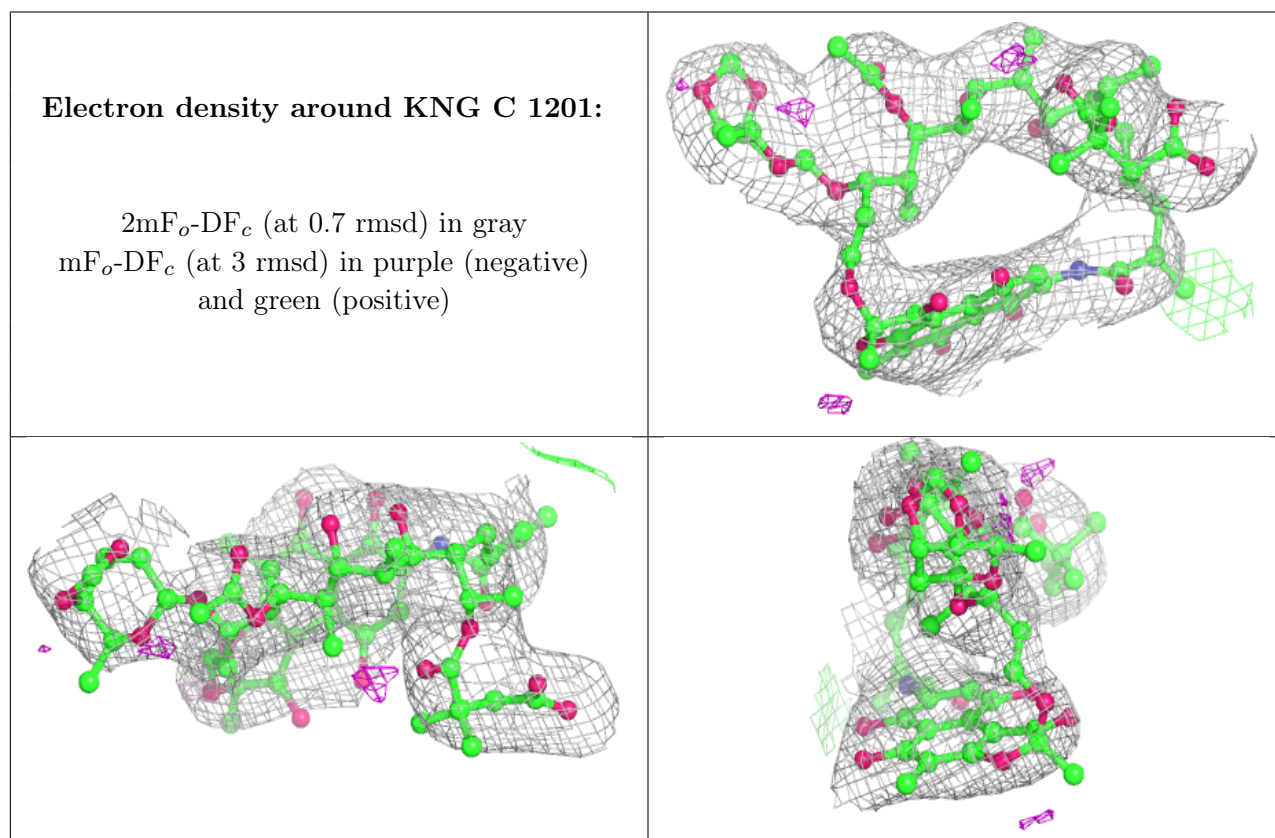 Electron density around KNG C 1201:
2mFo-DFc (at 0.7 rmsd) in gray
mFo-DFc (at 3 rmsd) in purple (negative)
and green (positive)